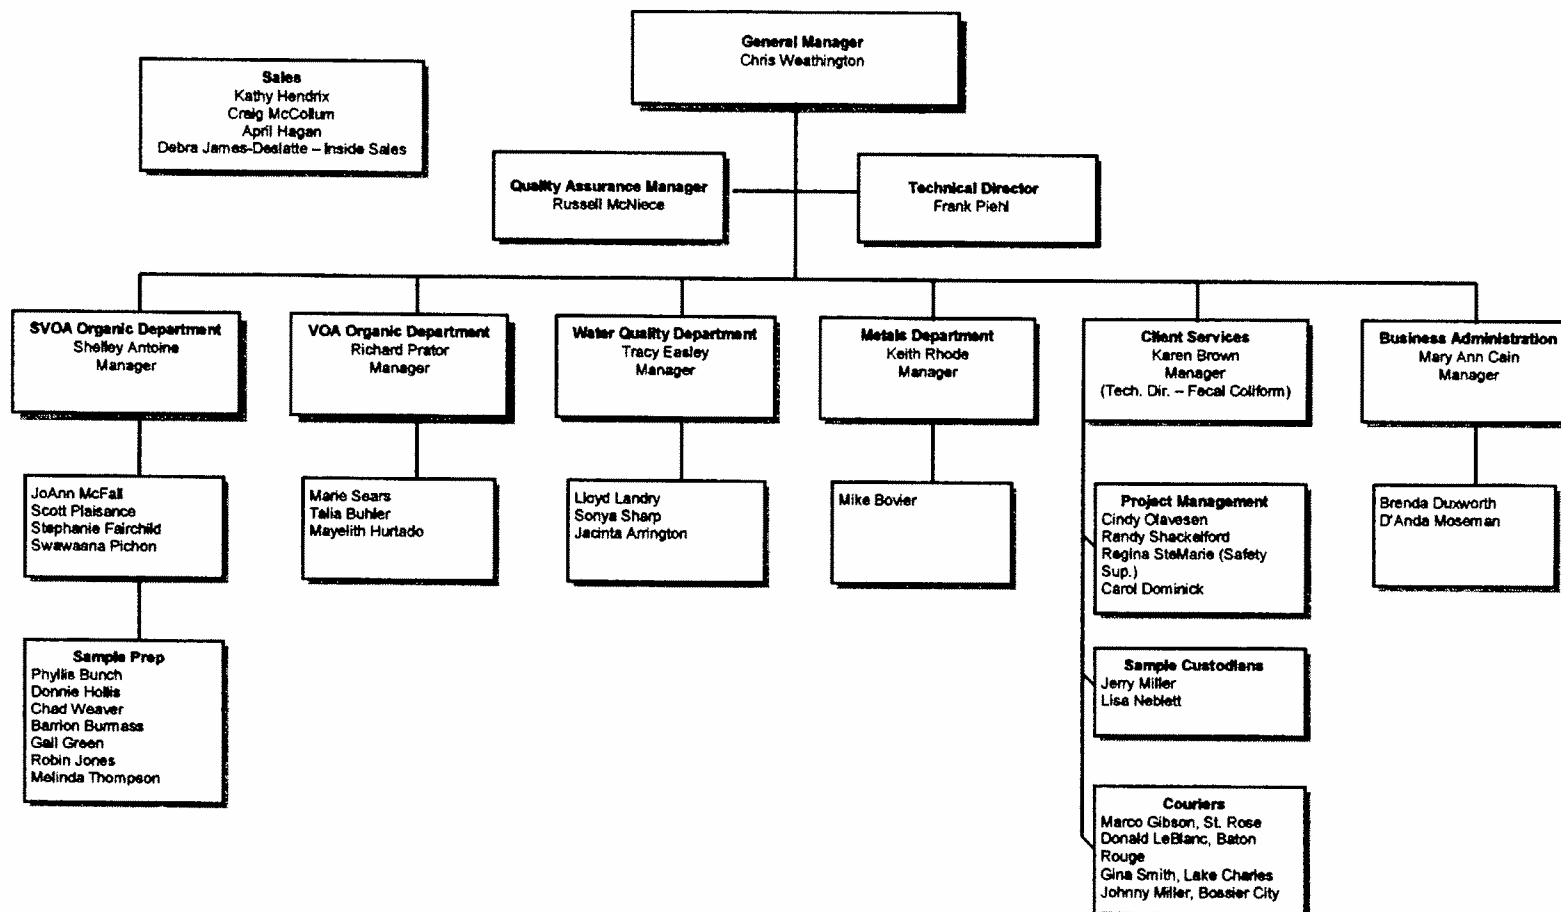 General Manager
Chris Weathington
Sales
Kathy Hendrix
Craig McCollum
April Hagan
Debra James-Deslatte – Inside Sales
Quality Assurance Manager
Russell McNiece
Technical Director
Frank Piehl
SVOA Organic Department
Shelley Antoine
Manager
VOA Organic Department
Richard Prator
Manager
Water Quality Department
Tracy Easley
Manager
Metals Department
Keith Rhode
Manager
Client Services
Karen Brown
Manager
(Tech. Dir. – Fecal Coliform)
Business Administration
Mary Ann Cain
Manager
JoAnn McFall
Scott Plaisance
Stephanie Fairchild
Swawaana Pichon
Marie Sears
Talia Buhler
Mayelith Hurtado
Lloyd Landry
Sonya Sharp
Jacinta Arrington
Mike Bovier
Project Management
Cindy Olavesen
Randy Shackelford
Regina SteMarie (Safety
Sup.)
Carol Dominick
Brenda Duxworth
D'Anda Moseman
Sample Prep
Phyllis Bunch
Donnie Hollis
Chad Weaver
Barrion Burmass
Gail Green
Robin Jones
Melinda Thompson
Sample Custodians
Jerry Miller
Lisa Neblett
Couriers
Marco Gibson, St. Rose
Donald LeBlanc, Baton
Rouge
Gina Smith, Lake Charles
Johnny Miller, Bossier City